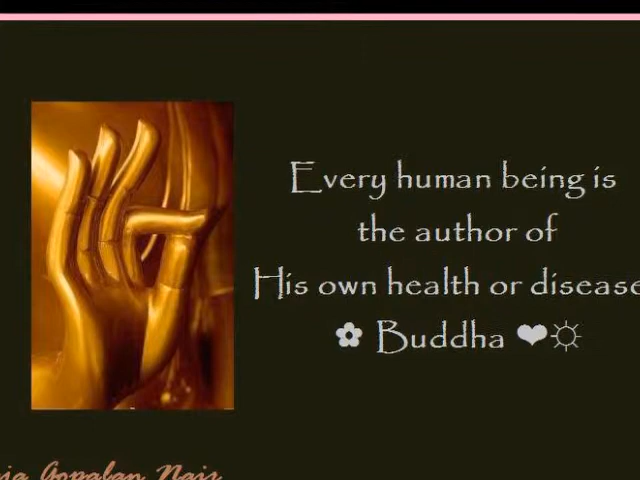 Every human being is
the author of
His own health or disease
✿ Buddha ❤☼
Gopalan Nair